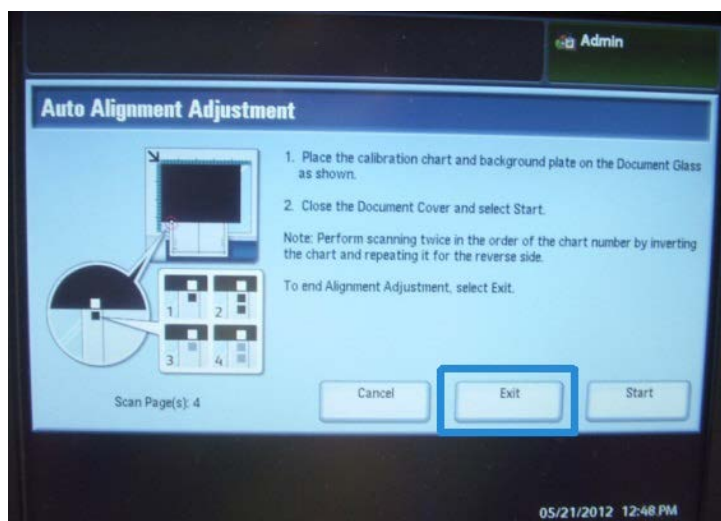 Admin
Auto Alignment Adjustment
1. Place the calibration chart and background plate on the Document Glass
as shown.
2. Close the Document Cover and select Start.
Note: Perform scanning twice in the order of the chart number by inverting
the chart and repeating it for the reverse side.
To end Alignment Adjustment, select Exit.
1 2
3 4
Scan Page(s): 4
Cancel Exit Start
05/21/2012 12:48 PM